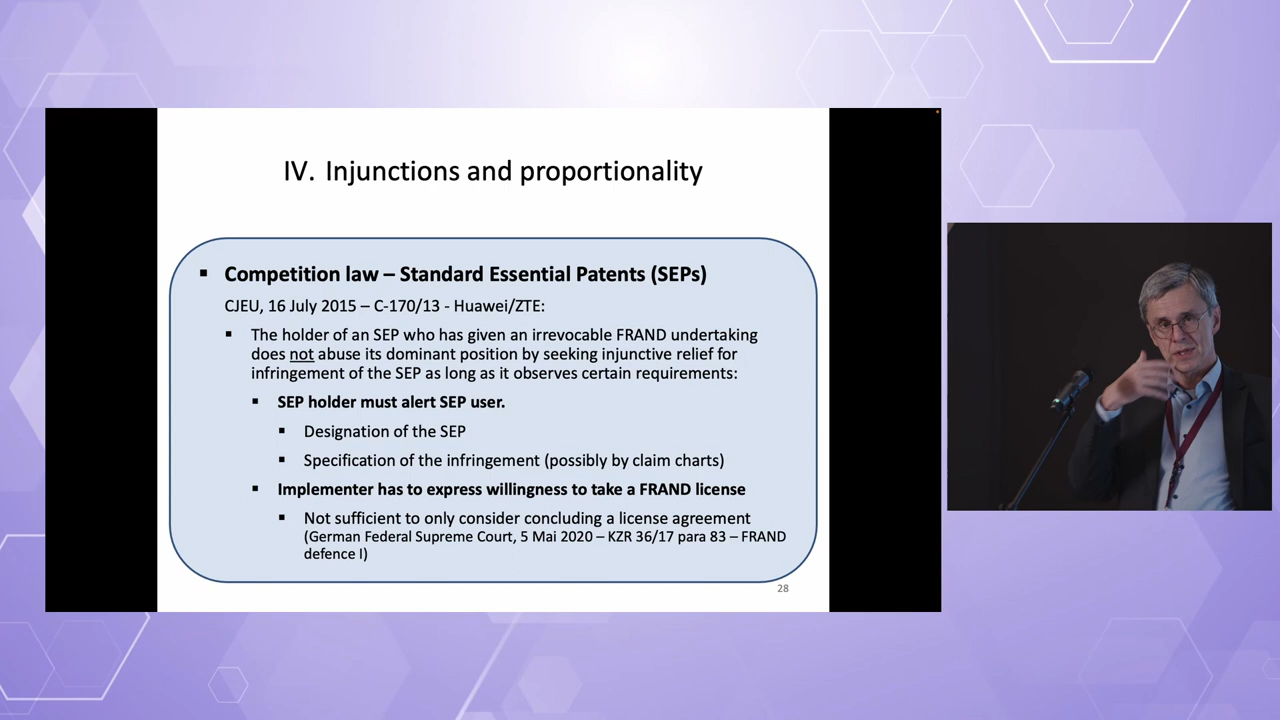 IV. Injunctions and proportionality
▪ Competition law – Standard Essential Patents (SEPs)
CJEU, 16 July 2015 – C-170/13 - Huawei/ZTE:
▪ The holder of an SEP who has given an irrevocable FRAND undertaking
does not abuse its dominant position by seeking injunctive relief for
infringement of the SEP as long as it observes certain requirements:
▪ SEP holder must alert SEP user.
▪ Designation of the SEP
▪ Specification of the infringement (possibly by claim charts)
▪ Implementer has to express willingness to take a FRAND license
▪ Not sufficient to only consider concluding a license agreement
(German Federal Supreme Court, 5 Mai 2020 – KZR 36/17 para 83 – FRAND
defence I)
28